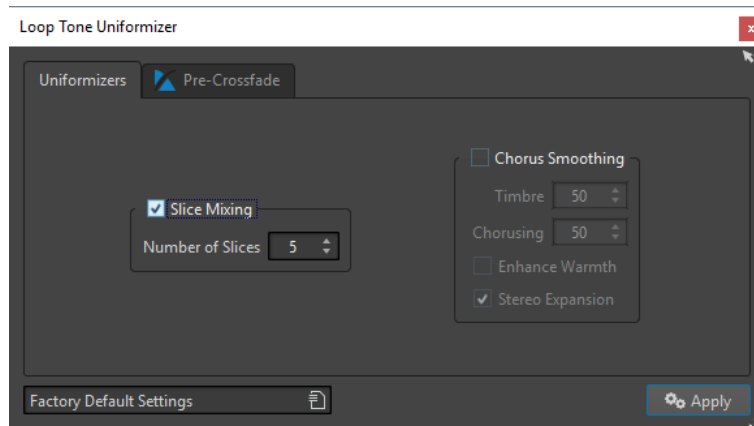 Loop Tone Uniformizer
Uniformizers
Pre-Crossfade
Slice Mixing
Number of Slices 5
Chorus Smoothing
Timbre 50
Chorusing 50
Enhance Warmth
Stereo Expansion
Factory Default Settings
Apply